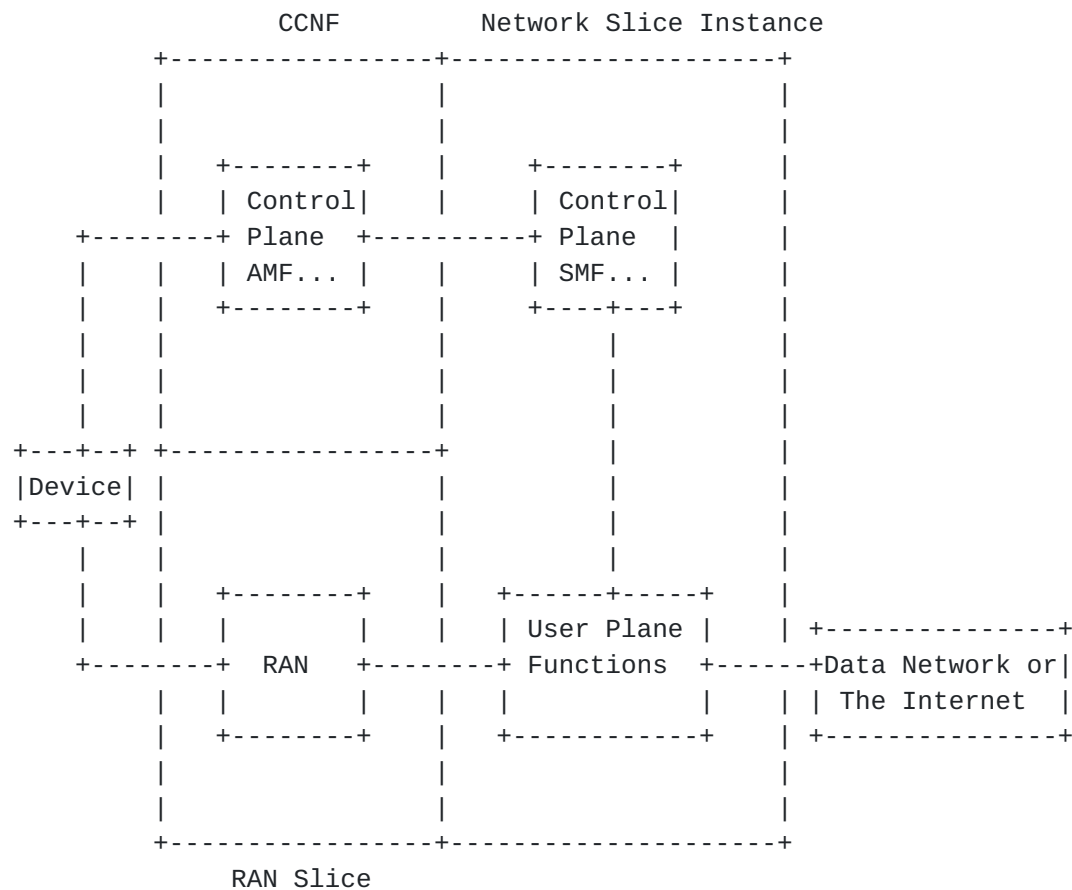 CCNF Network Slice Instance
Control Control
Plane Plane
AMF... SMF...
Device
User Plane
RAN Functions Data Network or
The Internet
RAN Slice